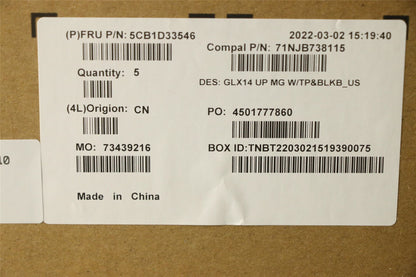 (P)FRU P/N: 5CB1D33546
2022-03-02 15:19:40
Compal P/N: 71NJB738115
Quantity: 5
DES: GLX14 UP MG W/TP&BLKB_US
(4L)Origion: CN
PO: 4501777860
MO: 73439216
BOX ID:TNBT2203021519390075
Made in China